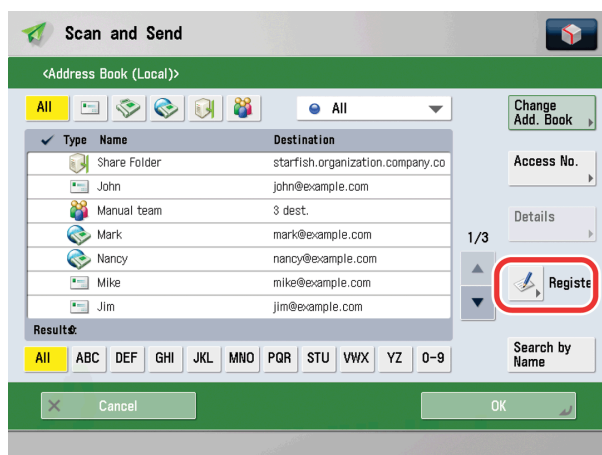 Scan and Send
<Address Book (Local)>
All
All
Change
Add. Book
Type Name Destination
Share Folder starfish.organization.company.co
John john@example.com
Manual team 3 dest.
Mark mark@example.com
Nancy nancy@example.com
Mike mike@example.com
Jim jim@example.com
Access No.
Details
1/3
Registe
Results:
All ABC DEF GHI JKL MNO PQR STU VWX YZ 0-9
Search by
Name
Cancel
OK